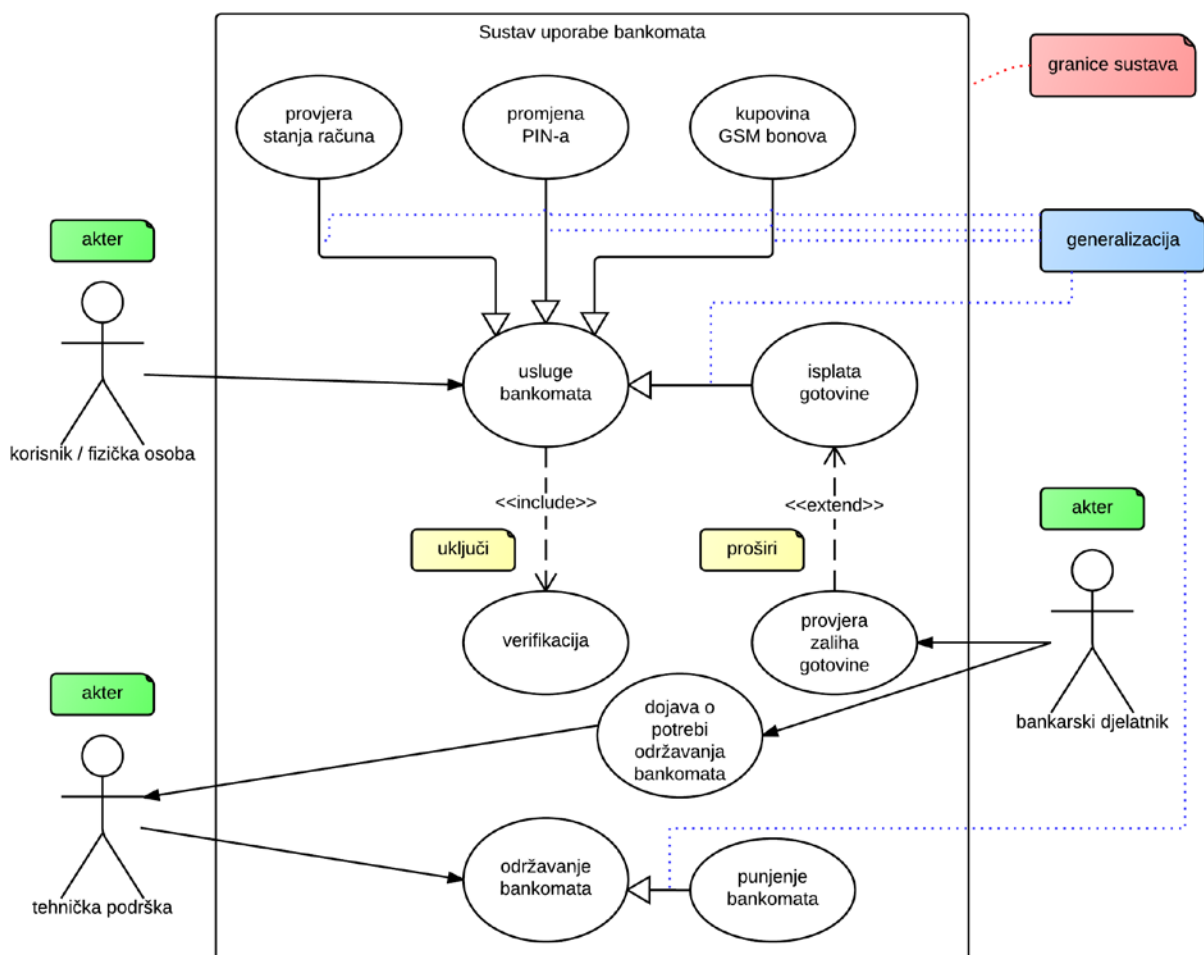 Sustav uporabe bankomata
granice sustava
provjera
stanja računa
promjena
PIN-a
kupovina
GSM bonova
akter
generalizacija
korisnik / fizička osoba
usluge
bankomata
isplata
gotovine
<<include>>
<<extend>>
akter
uključi
proširi
verifikacija
provjera
zaliha
gotovine
bankarski djelatnik
akter
dojava o
potrebi
održavanja
bankomata
tehnička podrška
održavanje
bankomata
punjenje
bankomata